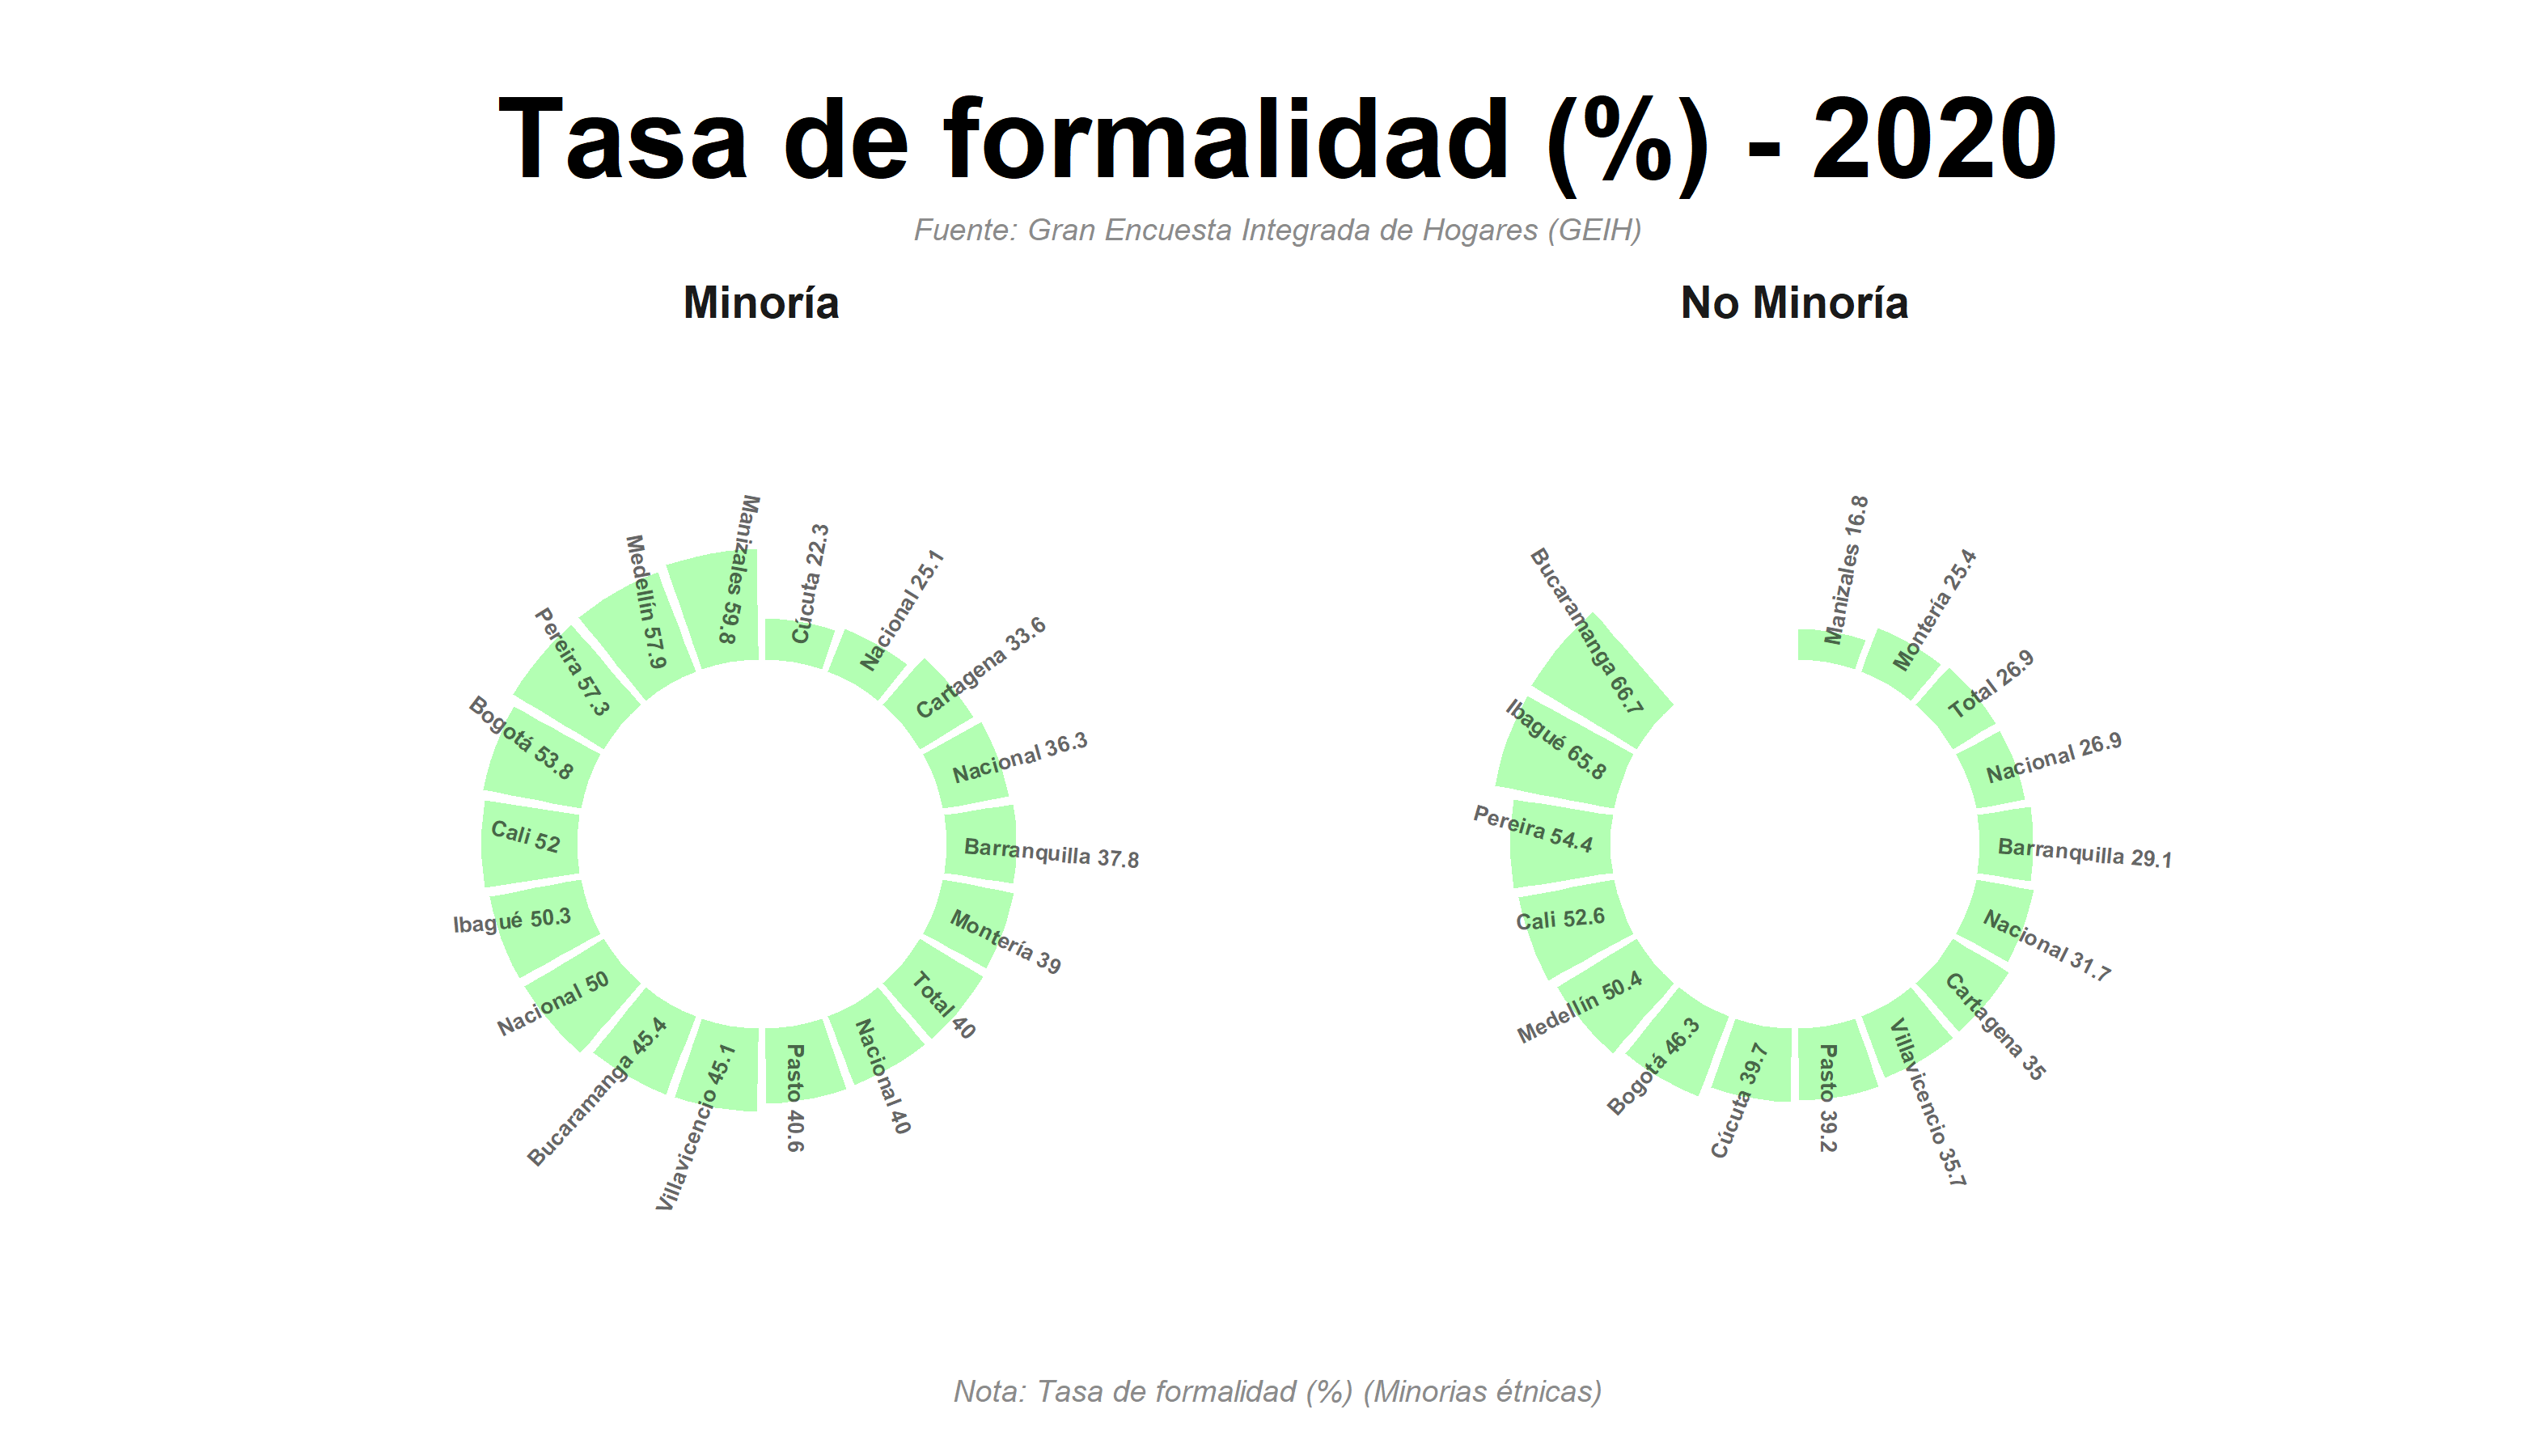 Tasa de formalidad (%) - 2020
Fuente: Gran Encuesta Integrada de Hogares (GEIH)
Minoría
Cúcuta 22.3
Nacional 25.1
Cartagena 33.6
Nacional 36.3
Barranquilla 37.8
Montería 39
Total 40
Nacional 40
Pasto 40.6
Villavicencio 45.1
Bucaramanga 45.4
Nacional 50
Ibagué 50.3
Cali 52
Bogotá 53.8
Pereira 57.3
Medellín 57.9
Manizales 59.8
No Minoría
Manizales 16.8
Montería 25.4
Total 26.9
Nacional 26.9
Barranquilla 29.1
Nacional 31.7
Cartagena 35
Villavicencio 35.7
Pasto 39.2
Cúcuta 39.7
Bogotá 46.3
Medellín 50.4
Cali 52.6
Pereira 54.4
Ibagué 65.8
Bucaramanga 66.7
Nota: Tasa de formalidad (%) (Minorias étnicas)